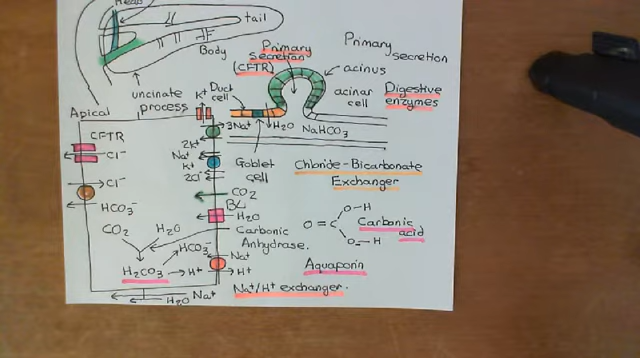 Head
tail
Body
uncinate
process
Primary
secretion
(CFTR)
Primary
secretion
acinus
acinar
cell
Digestive
enzymes
Duct
cell
H2O
NaHCO3
Goblet
cell
Apical
CFTR
Cl⁻
Cl⁻
HCO3⁻
K⁺
3Na⁺
2K⁺
Na⁺
K⁺
2Cl⁻
CO2
BL
H2O
Carbonic
Anhydrase.
CO2
H2O
HCO3⁻
H2CO3 → H⁺
Na⁺
H⁺
H2O
Na⁺
Chloride-Bicarbonate
Exchanger
O=C
O-H
O-H
Carbonic
acid
Aquaporin
Na⁺/H⁺ exchanger.